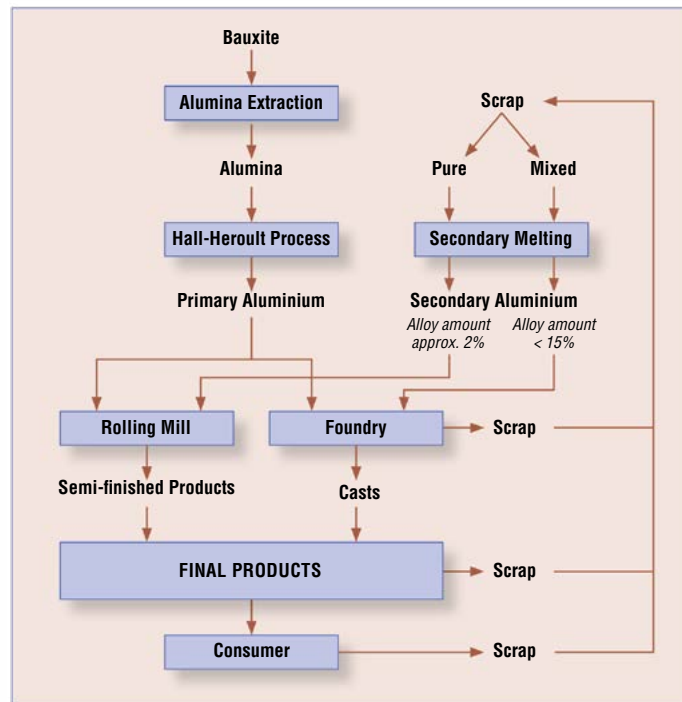 Bauxite
Alumina Extraction
Scrap
Alumina
Pure
Mixed
Hall-Heroult Process
Secondary Melting
Primary Aluminium
Secondary Aluminium
Alloy amount
approx. 2%
Alloy amount
< 15%
Rolling Mill
Foundry
Scrap
Semi-finished Products
Casts
FINAL PRODUCTS
Scrap
Consumer
Scrap